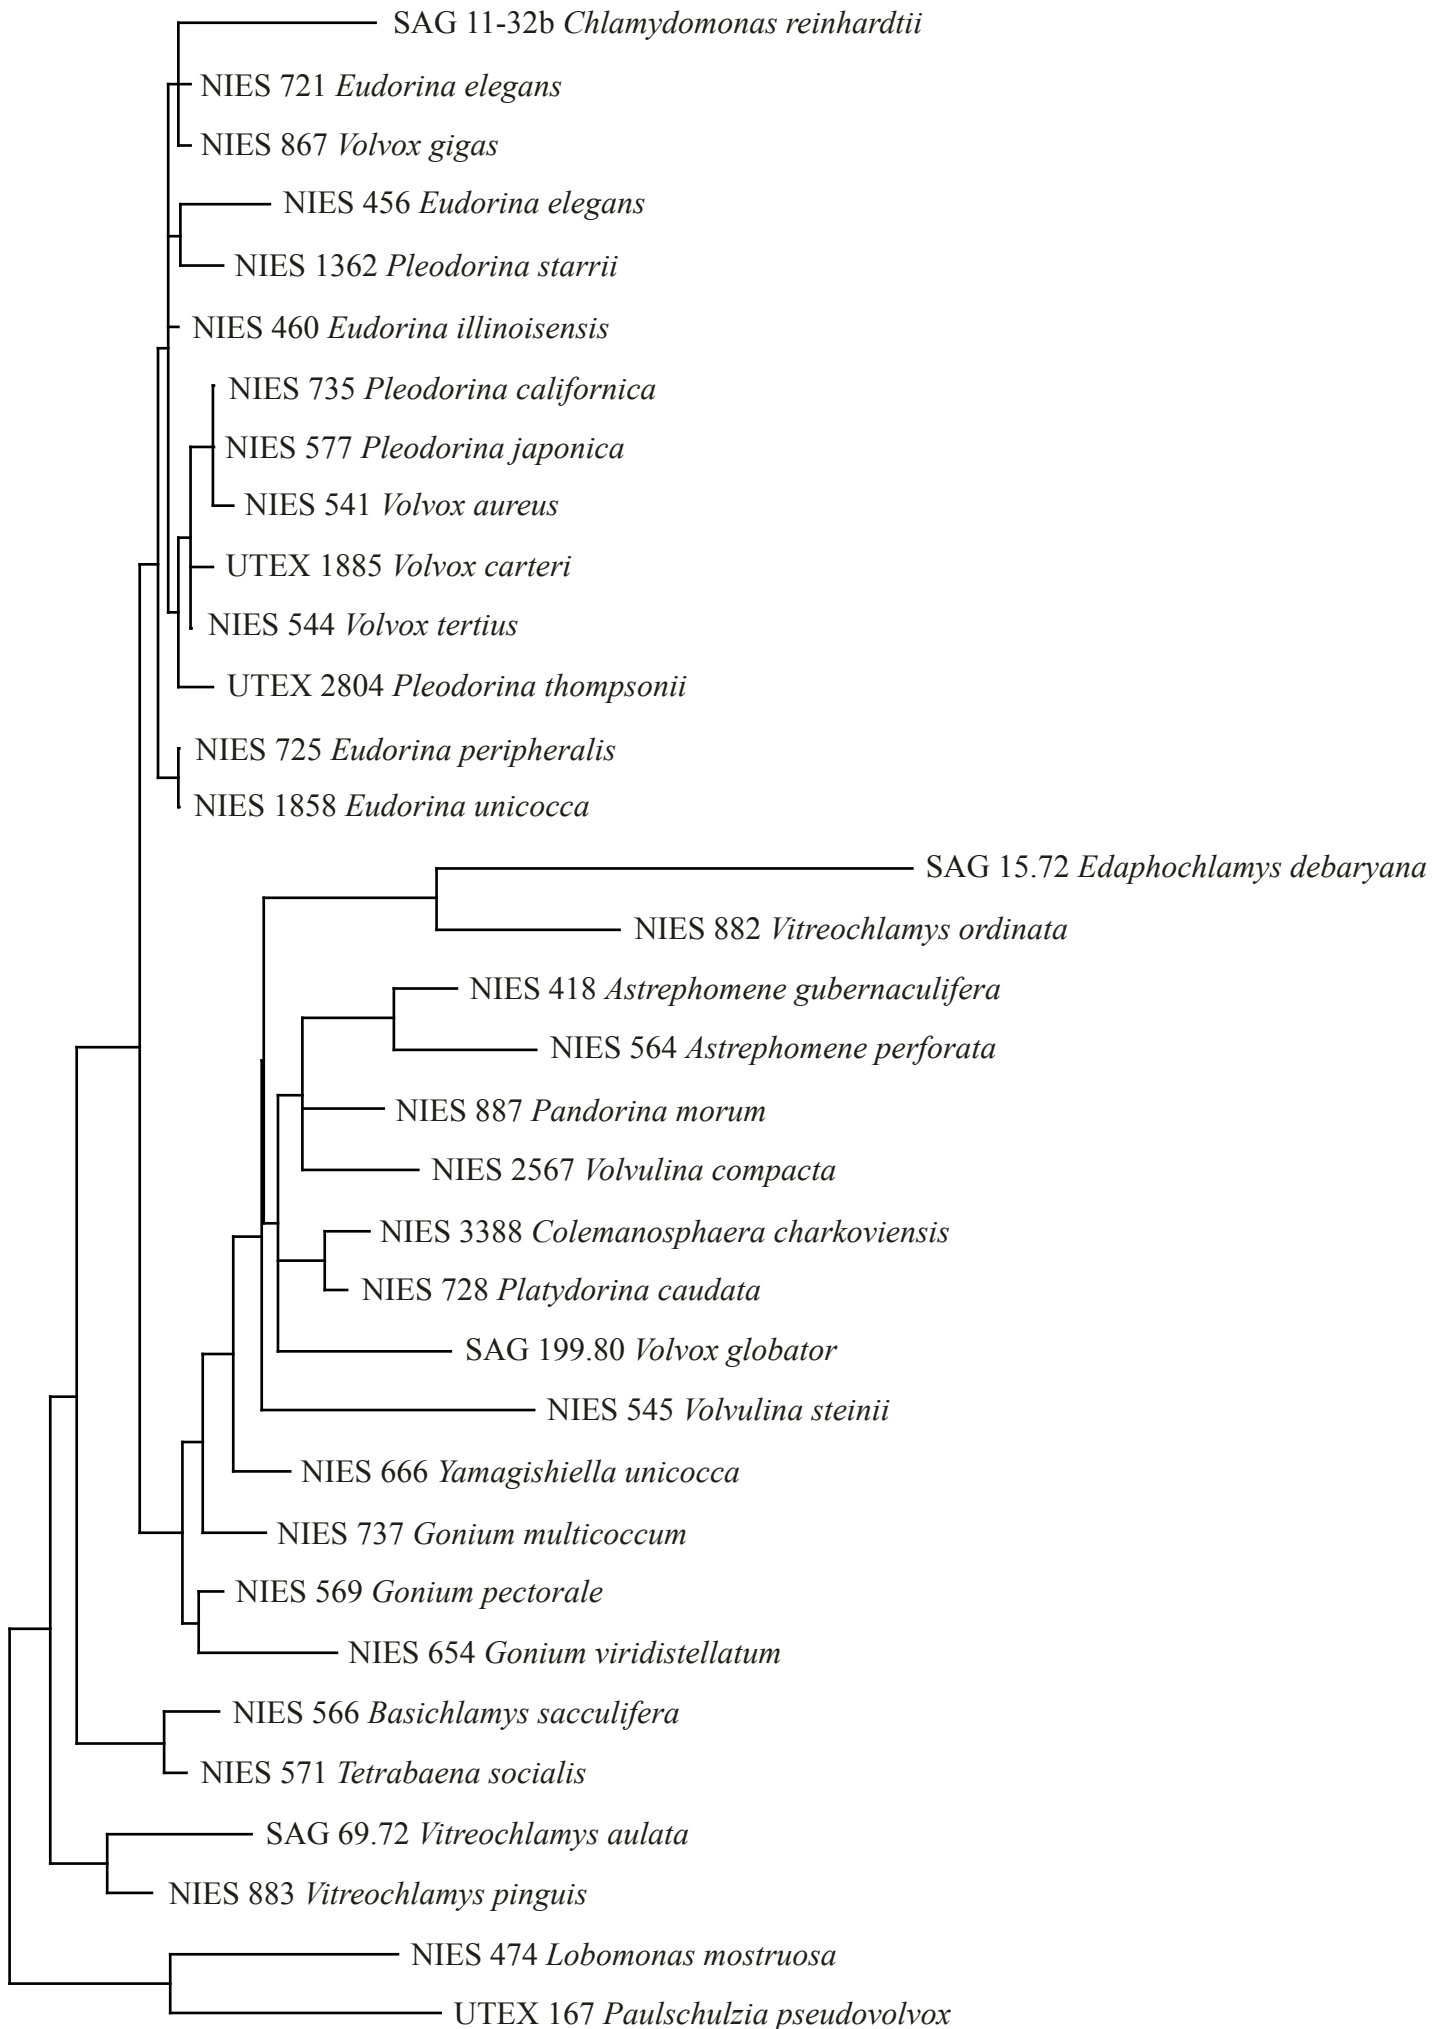 SAG 11-32b Chlamydomonas reinhardtii
NIES 721 Eudorina elegans
NIES 867 Volvox gigas
NIES 456 Eudorina elegans
NIES 1362 Pleodorina starrii
NIES 460 Eudorina illinoisensis
NIES 735 Pleodorina californica
NIES 577 Pleodorina japonica
NIES 541 Volvox aureus
UTEX 1885 Volvox carteri
NIES 544 Volvox tertius
UTEX 2804 Pleodorina thompsonii
NIES 725 Eudorina peripheralis
NIES 1858 Eudorina unicocca
SAG 15.72 Edaphochlamys debaryana
NIES 882 Vitreochlamys ordinata
NIES 418 Astrephomene gubernaculifera
NIES 564 Astrephomene perforata
NIES 887 Pandorina morum
NIES 2567 Volvulina compacta
NIES 3388 Colemanosphaera charkoviensis
NIES 728 Platydorina caudata
SAG 199.80 Volvox globator
NIES 545 Volvulina steinii
NIES 666 Yamagishiella unicocca
NIES 737 Gonium multicoccum
NIES 569 Gonium pectorale
NIES 654 Gonium viridistellatum
NIES 566 Basichlamys sacculifera
NIES 571 Tetrabaena socialis
SAG 69.72 Vitreochlamys aulata
NIES 883 Vitreochlamys pinguis
NIES 474 Lobomonas mostruosa
UTEX 167 Paulschulzia pseudovolvox